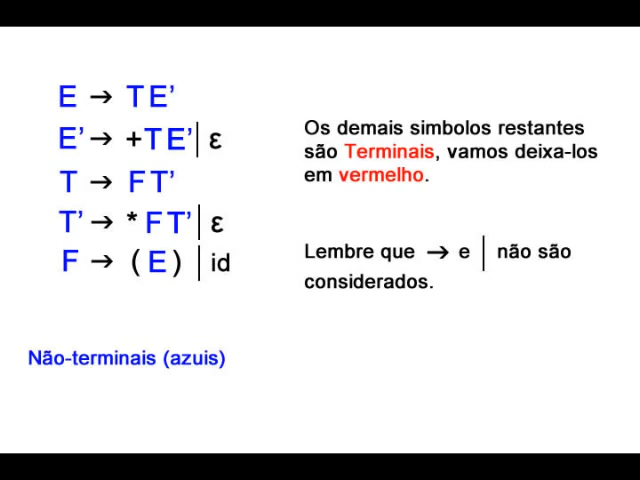 E → TE’
E’ → +TE’| ε
T → FT’
T’ → * FT’| ε
F → (E) | id
Os demais simbolos restantes
são Terminais, vamos deixa-los
em vermelho.
Lembre que → e | não são
considerados.
Não-terminais (azuis)